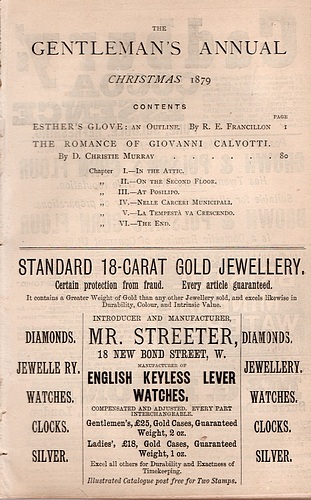 THE
GENTLEMAN'S ANNUAL
CHRISTMAS 1879
CONTENTS
PAGE
ESTHER'S GLOVE: AN OUTLINE. By R. E. FRANCILLON 1
THE ROMANCE OF GIOVANNI CALVOTTI.
By D. CHRISTIE MURRAY . . . . . . . 80
Chapter I.—IN THE ATTIC.
„ II.—ON THE SECOND FLOOR.
„ III.—AT POSILIPO.
„ IV.—NELLE CARCERI MUNICIPALI.
„ V.—LA TEMPESTÀ VA CRESCENDO.
„ VI.—THE END.
STANDARD 18-CARAT GOLD JEWELLERY.
Certain protection from fraud. Every article guaranteed.
It contains a Greater Weight of Gold than any other Jewellery sold, and excels likewise in
Durability, Colour, and Intrinsic Value.
DIAMONDS.
JEWELLE RY.
WATCHES.
CLOCKS.
SILVER.
INTRODUCER AND MANUFACTURER,
MR. STREETER,
18 NEW BOND STREET, W.
MANUFACTURER OF
ENGLISH KEYLESS LEVER
WATCHES,
COMPENSATED AND ADJUSTED. EVERY PART
INTERCHANGEABLE.
Gentlemen's, £25, Gold Cases, Guaranteed
Weight, 2 oz.
Ladies', £18, Gold Cases, Guaranteed
Weight, 1 oz.
Excel all others for Durability and Exactness of
Timekeeping.
Illustrated Catalogue post free for Two Stamps.
DIAMONDS.
JEWELLERY.
WATCHES.
CLOCKS.
SILVER.